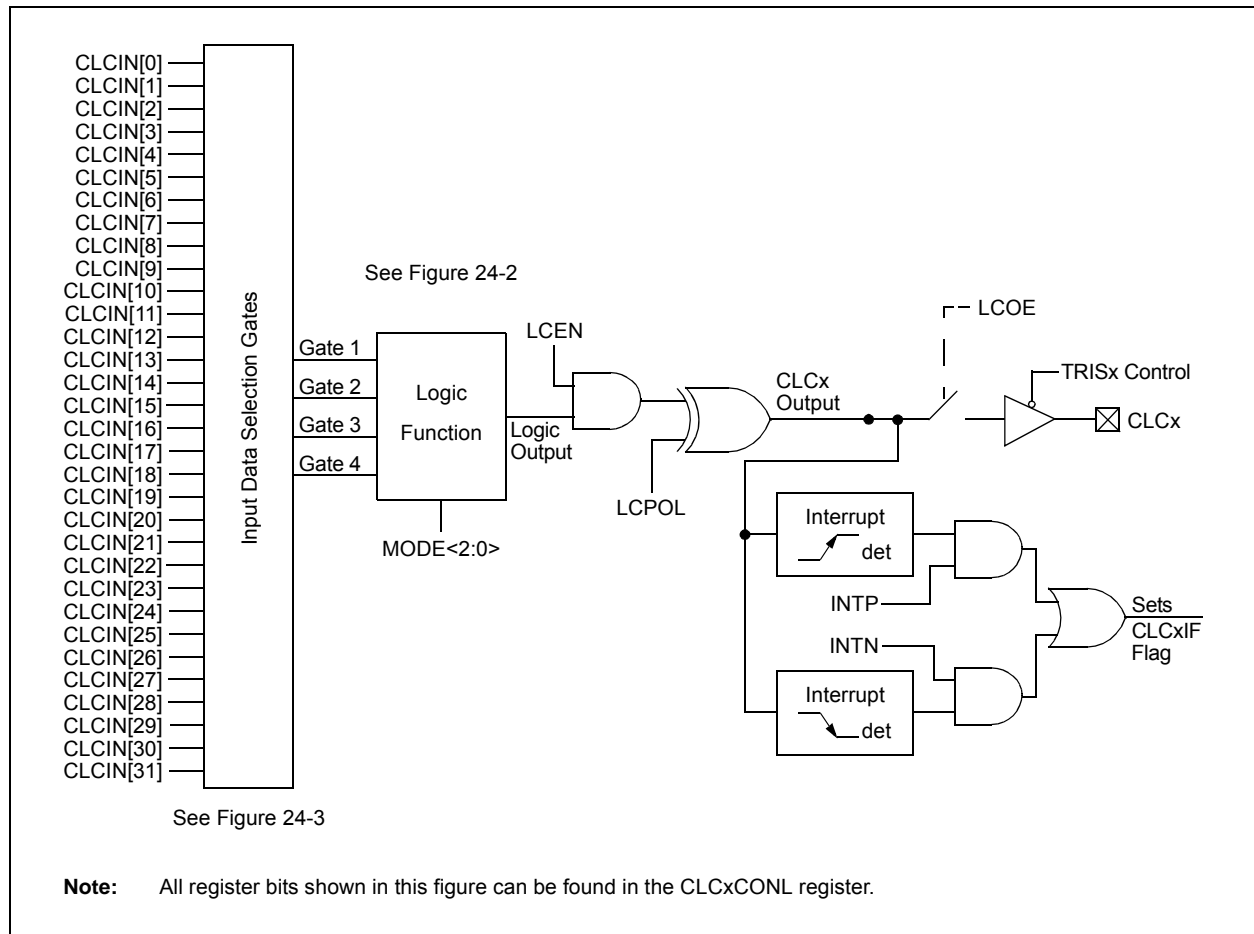 CLCIN[0]
CLCIN[1]
CLCIN[2]
CLCIN[3]
CLCIN[4]
CLCIN[5]
CLCIN[6]
CLCIN[7]
CLCIN[8]
CLCIN[9]
CLCIN[10]
CLCIN[11]
CLCIN[12]
CLCIN[13]
CLCIN[14]
CLCIN[15]
CLCIN[16]
CLCIN[17]
CLCIN[18]
CLCIN[19]
CLCIN[20]
CLCIN[21]
CLCIN[22]
CLCIN[23]
CLCIN[24]
CLCIN[25]
CLCIN[26]
CLCIN[27]
CLCIN[28]
CLCIN[29]
CLCIN[30]
CLCIN[31]
Input Data Selection Gates
See Figure 24-3
Gate 1
Gate 2
Gate 3
Gate 4
See Figure 24-2
Logic
Function
MODE<2:0>
Logic
Output
LCEN
LCPOL
CLCx
Output
LCOE
TRISx Control
CLCx
Interrupt
det
INTP
INTN
Interrupt
det
Sets
CLCxIF
Flag
Note: All register bits shown in this figure can be found in the CLCxCONL register.